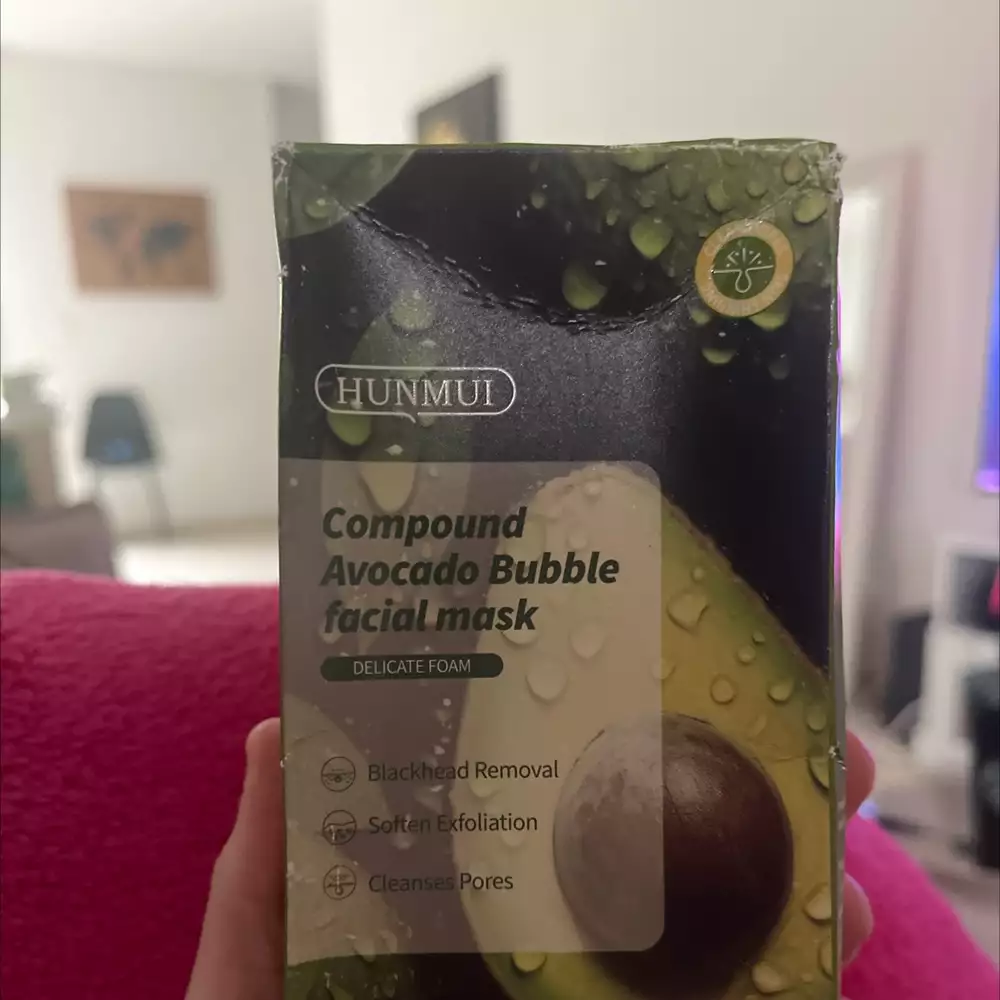 HUNMUI
Compound
Avocado Bubble
facial mask
DELICATE FOAM
Blackhead Removal
Soften Exfoliation
Cleanses Pores